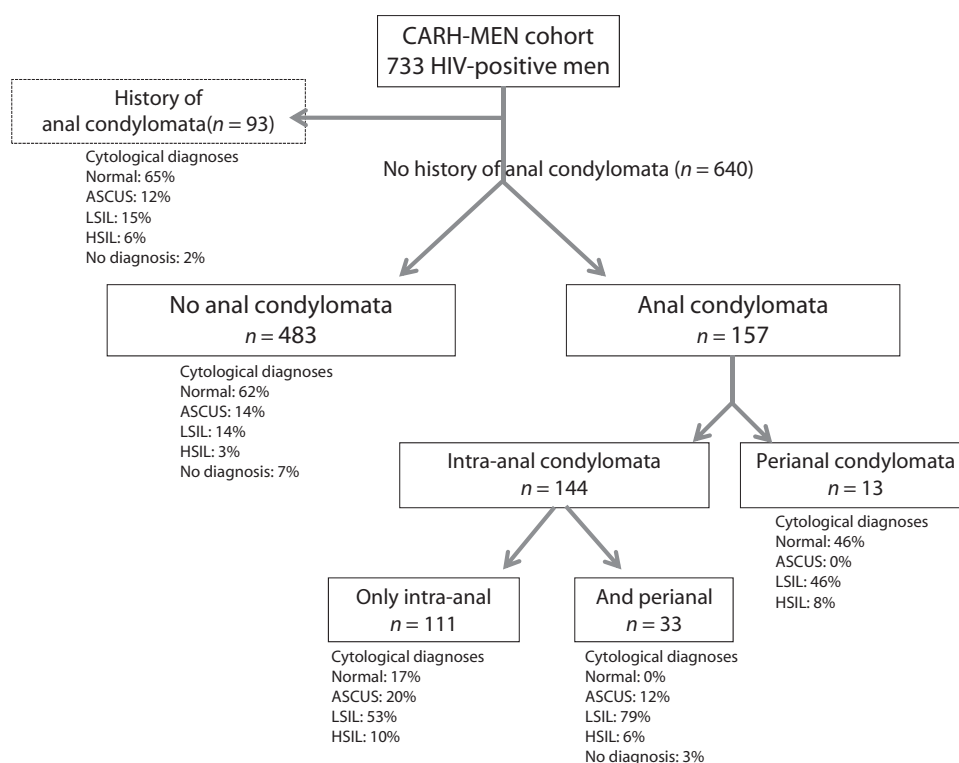 CARH-MEN cohort
733 HIV-positive men
History of
anal condylomata(n = 93)
Cytological diagnoses
Normal: 65%
ASCUS: 12%
LSIL: 15%
HSIL: 6%
No diagnosis: 2%
No history of anal condylomata (n = 640)
No anal condylomata
n = 483
Cytological diagnoses
Normal: 62%
ASCUS: 14%
LSIL: 14%
HSIL: 3%
No diagnosis: 7%
Anal condylomata
n = 157
Intra-anal condylomata
n = 144
Perianal condylomata
n = 13
Cytological diagnoses
Normal: 46%
ASCUS: 0%
LSIL: 46%
HSIL: 8%
Only intra-anal
n = 111
Cytological diagnoses
Normal: 17%
ASCUS: 20%
LSIL: 53%
HSIL: 10%
And perianal
n = 33
Cytological diagnoses
Normal: 0%
ASCUS: 12%
LSIL: 79%
HSIL: 6%
No diagnosis: 3%